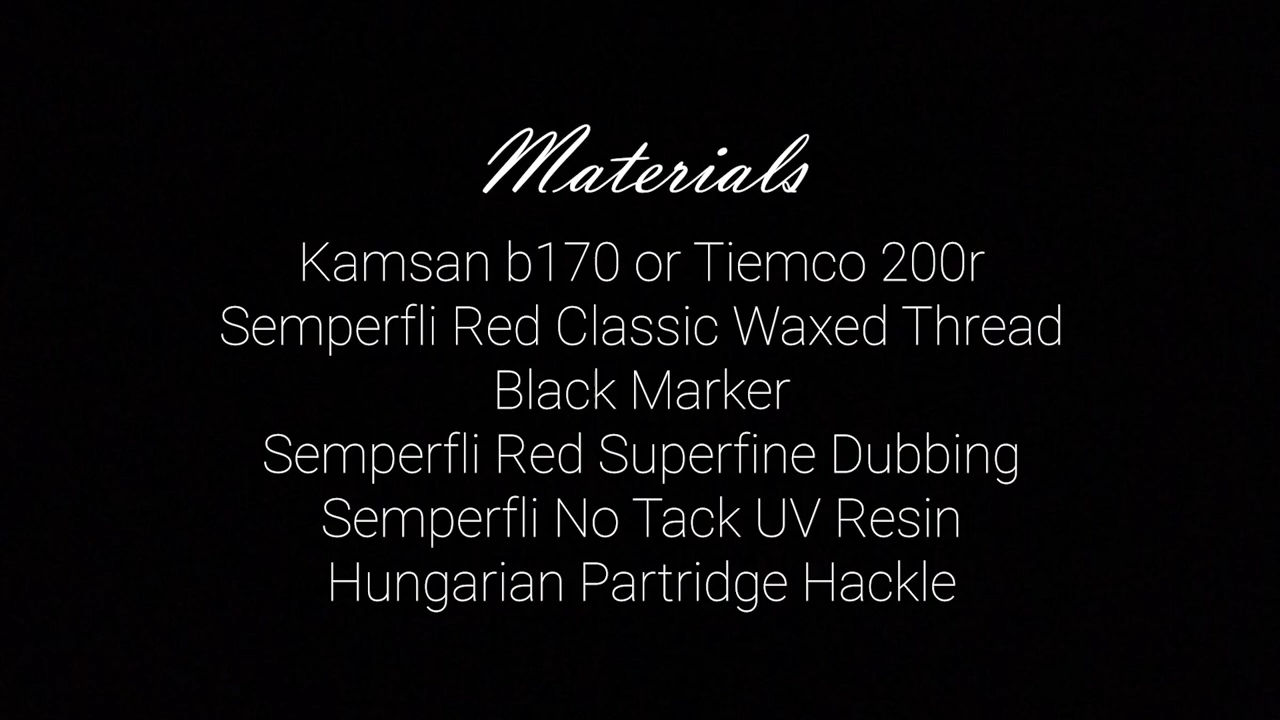 Materials
Kamsan b170 or Tiemco 200r
Semperfli Red Classic Waxed Thread
Black Marker
Semperfli Red Superfine Dubbing
Semperfli No Tack UV Resin
Hungarian Partridge Hackle